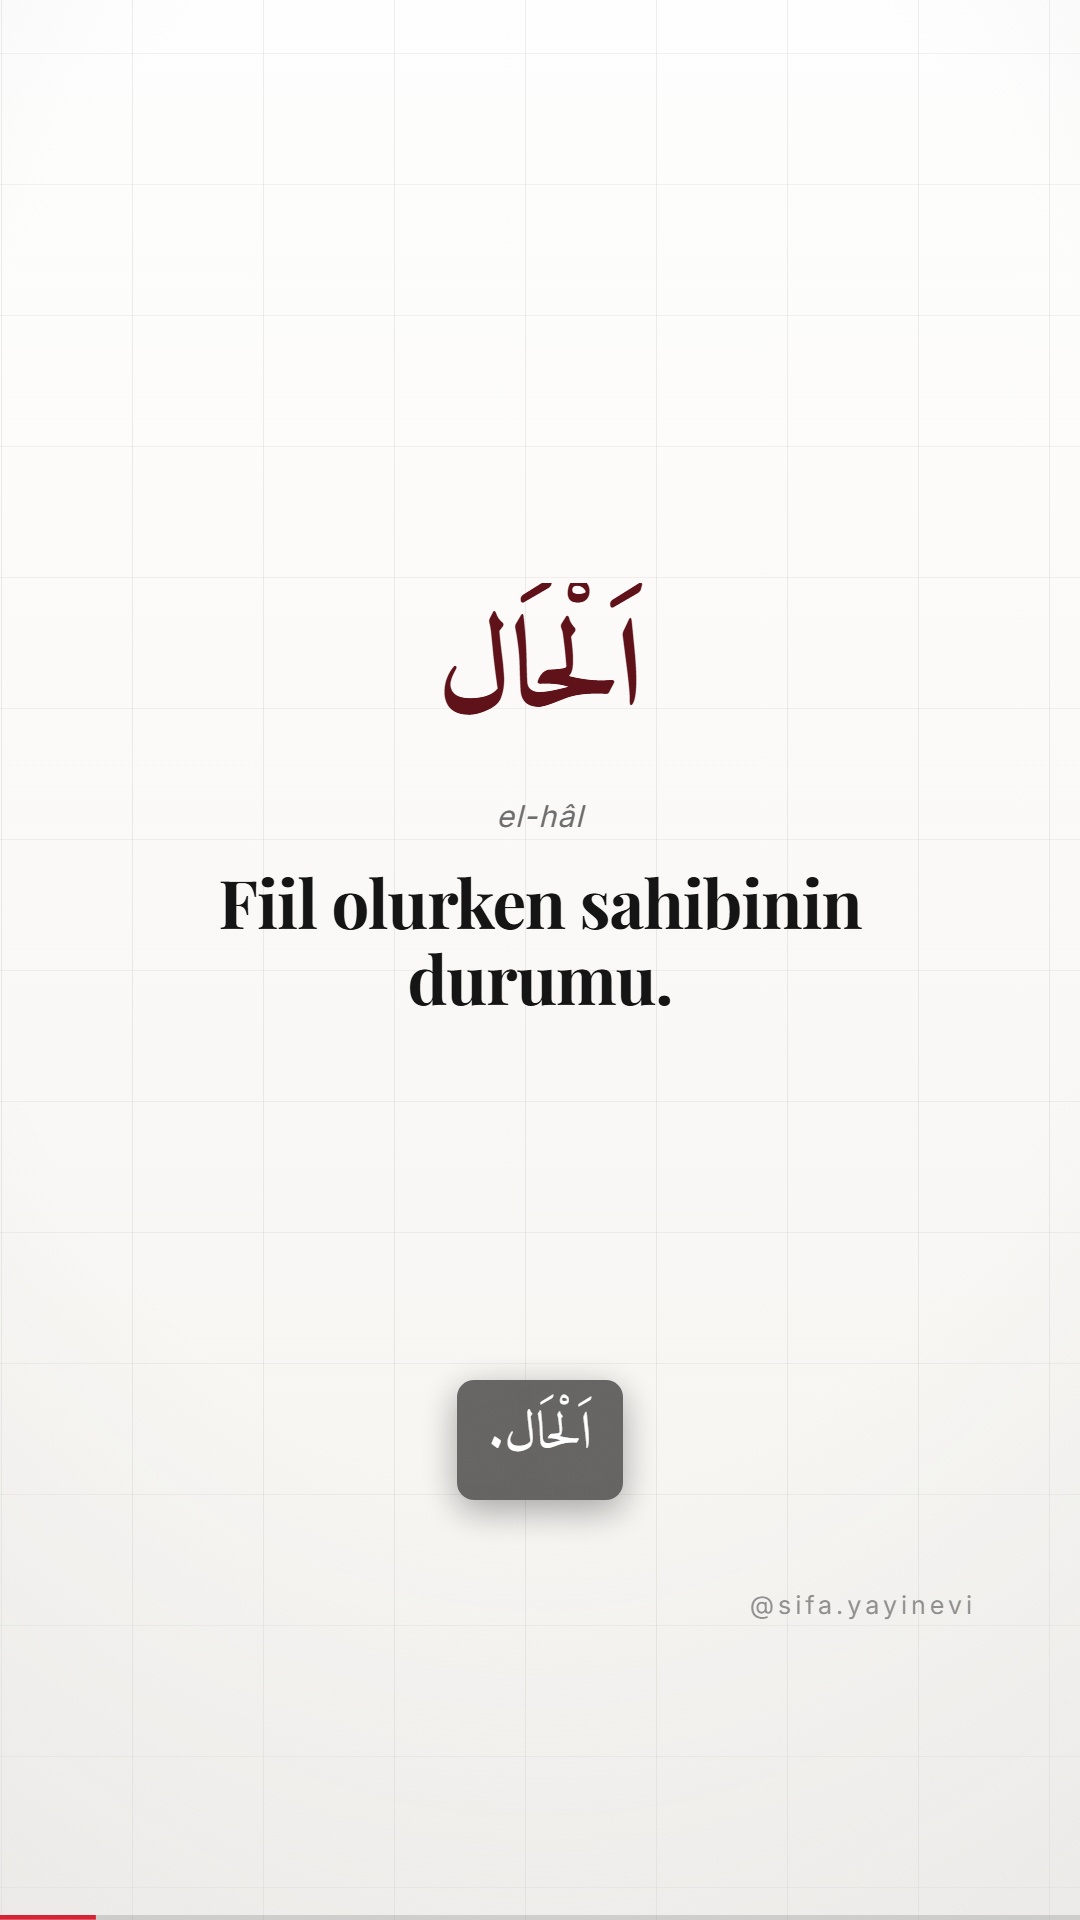 اَلْحَال
el-hâl
Fiil olurken sahibinin
durumu.
اَلْحَال.
@sifa.yayinevi